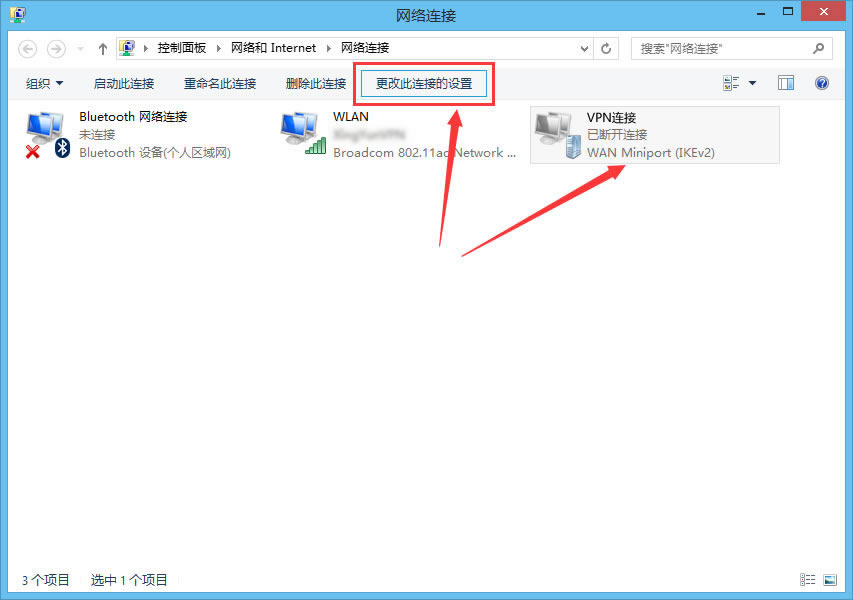 网络连接
控制面板 网络和 Internet 网络连接
搜索"网络连接"
组织 启动此连接 重命名此连接 删除此连接 更改此连接的设置
Bluetooth 网络连接
未连接
Bluetooth 设备(个人区域网)
WLAN
Broadcom 802.11ac Network ...
VPN连接
已断开连接
WAN Miniport (IKEv2)
3 个项目 选中 1 个项目